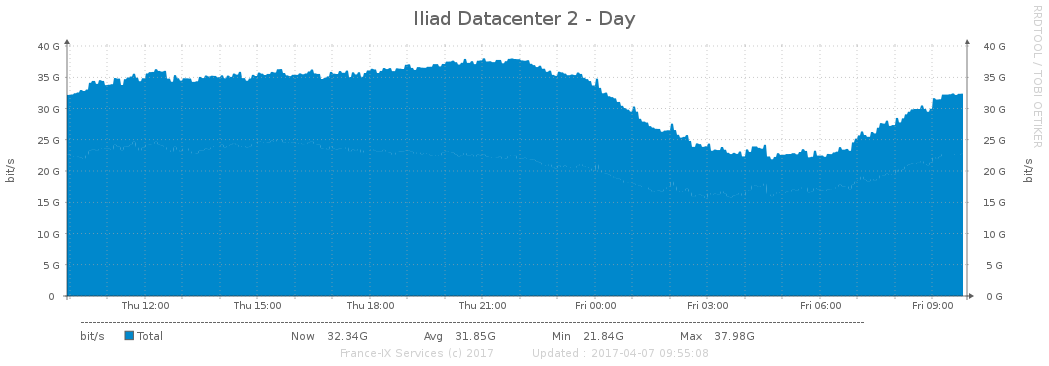 Iliad Datacenter 2 - Day
RRDTOOL / TOBI OETIKER
40 G 40 G
35 G 35 G
30 G 30 G
25 G 25 G
20 G 20 G
15 G 15 G
10 G 10 G
5 G 5 G
0 0 G
bit/s bit/s
Thu 12:00 Thu 15:00 Thu 18:00 Thu 21:00 Fri 00:00 Fri 03:00 Fri 06:00 Fri 09:00
bit/s Total Now 32.34G Avg 31.85G Min 21.84G Max 37.98G
France-IX Services (c) 2017 Updated : 2017-04-07 09:55:08